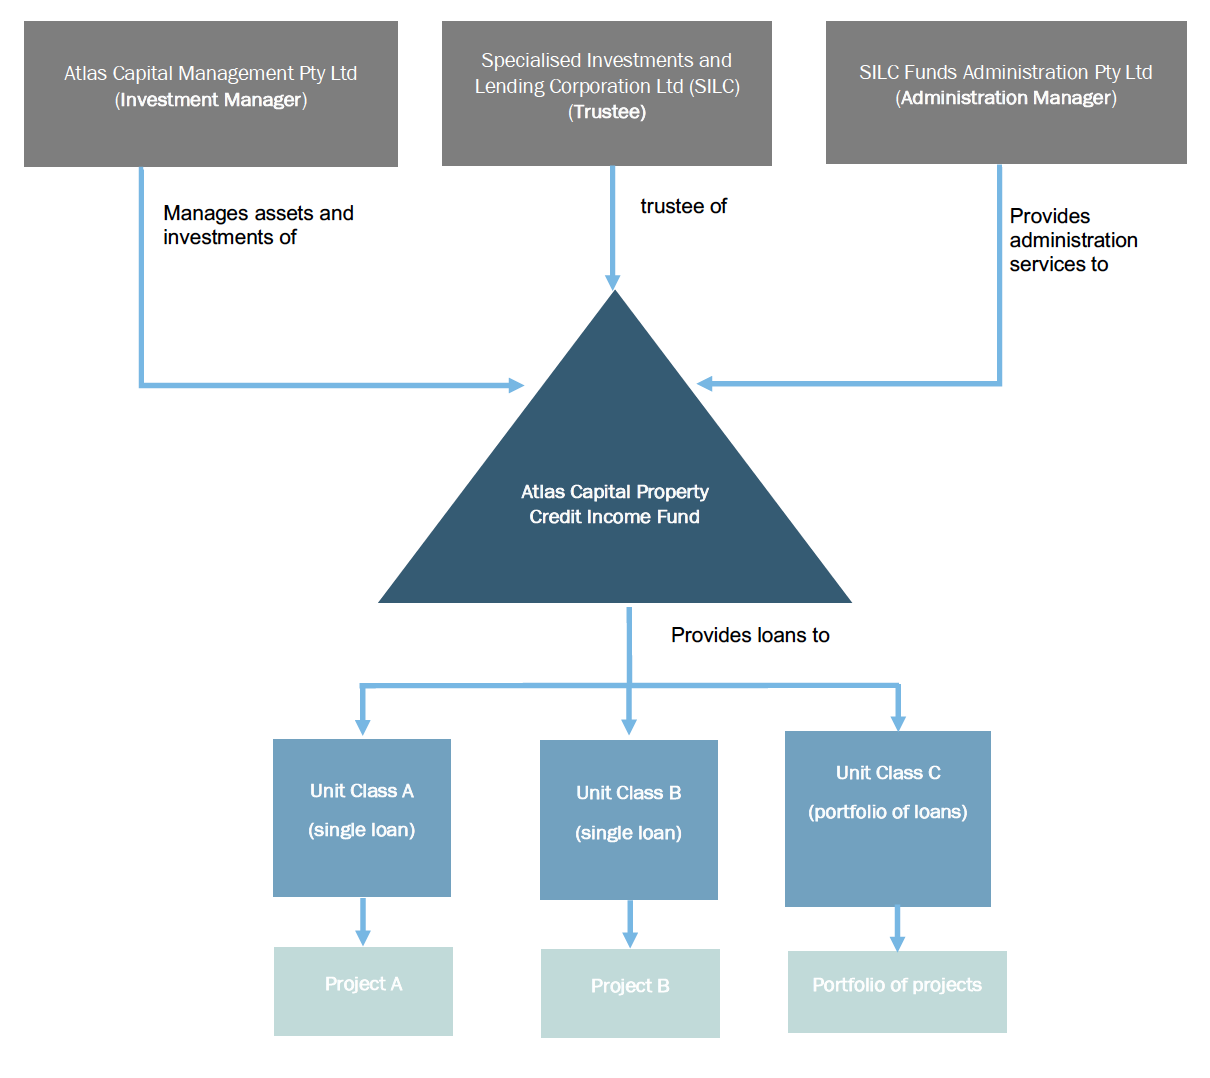 Atlas Capital Management Pty Ltd
(Investment Manager)
Specialised Investments and
Lending Corporation Ltd (SILC)
(Trustee)
SILC Funds Administration Pty Ltd
(Administration Manager)
Manages assets and
investments of
trustee of
Provides
administration
services to
Atlas Capital Property
Credit Income Fund
Provides loans to
Unit Class A
(single loan)
Unit Class B
(single loan)
Unit Class C
(portfolio of loans)
Project A
Project B
Portfolio of projects